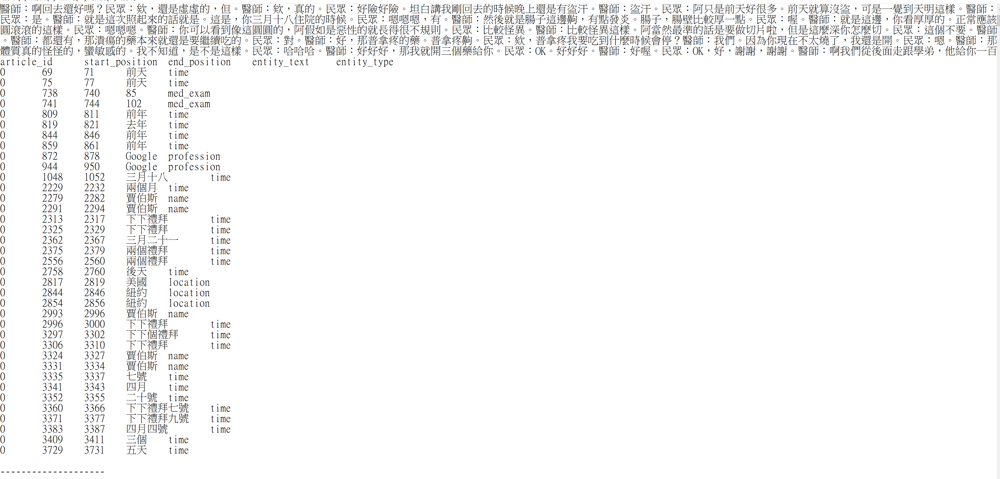 醫師：啊回去還好嗎？民眾：欸，還是虛虛的，但。醫師：欸，真的。民眾：好險好險。坦白講我剛回去的時候晚上還是有盜汗。醫師：盜汗。民眾：阿只是前天好很多。前天就算沒盜，可是一覺到天明這樣。醫師：
民眾：是。醫師：就是這次照起來的話就是。這是，你三月十八住院的時候。民眾：嗯嗯嗯，有。醫師：然後就是腸子這邊齁，有點發炎。腸子，腸壁比較厚一點。民眾：喔。醫師：就是這邊，你看厚厚的。正常應該
圓滾滾的這樣。民眾：嗯嗯嗯。醫師：你可以看到像這圓圓的，阿假如是惡性的就長得很不規則。民眾：比較怪異。醫師：比較怪異這樣。阿當然最準的話是要做切片啦，但是這麼深你怎麼切。民眾：這個不要。醫師
。醫師：都還有，那潰瘍的藥本來就還是要繼續吃的。民眾：對。醫師：好，那普拿疼的藥。普拿疼齁。民眾：欸，普拿疼我要吃到什麼時候會停？醫師：我們。因為你現在不太燒了，我還是開。民眾：嗯。醫師：那
體質真的怪怪的，蠻敏感的。我不知道，是不是這樣。民眾：哈哈哈。醫師：好好好，那我就開三個藥給你。民眾：OK。好好好。醫師：好喔。民眾：OK，好，謝謝，謝謝。醫師：啊我們從後面走跟學弟，他給你一百
article_id start_position end_position entity_text entity_type
0 69 71 前天 time
0 75 77 前天 time
0 738 740 85 med_exam
0 741 744 102 med_exam
0 809 811 前年 time
0 819 821 去年 time
0 844 846 前年 time
0 859 861 前年 time
0 872 878 Google profession
0 944 950 Google profession
0 1048 1052 三月十八 time
0 2229 2232 兩個月 time
0 2279 2282 賈伯斯 name
0 2291 2294 賈伯斯 name
0 2313 2317 下下禮拜 time
0 2325 2329 下下禮拜 time
0 2362 2367 三月二十一 time
0 2375 2379 兩個禮拜 time
0 2556 2560 兩個禮拜 time
0 2758 2760 後天 time
0 2817 2819 美國 location
0 2844 2846 紐約 location
0 2854 2856 紐約 location
0 2993 2996 賈伯斯 name
0 2996 3000 下下禮拜 time
0 3297 3302 下下個禮拜 time
0 3306 3310 下下禮拜 time
0 3324 3327 賈伯斯 name
0 3331 3334 賈伯斯 name
0 3335 3337 七號 time
0 3341 3343 四月 time
0 3352 3355 二十號 time
0 3360 3366 下下禮拜七號 time
0 3371 3377 下下禮拜九號 time
0 3383 3387 四月四號 time
0 3409 3411 三個 time
0 3729 3731 五天 time
--------------------